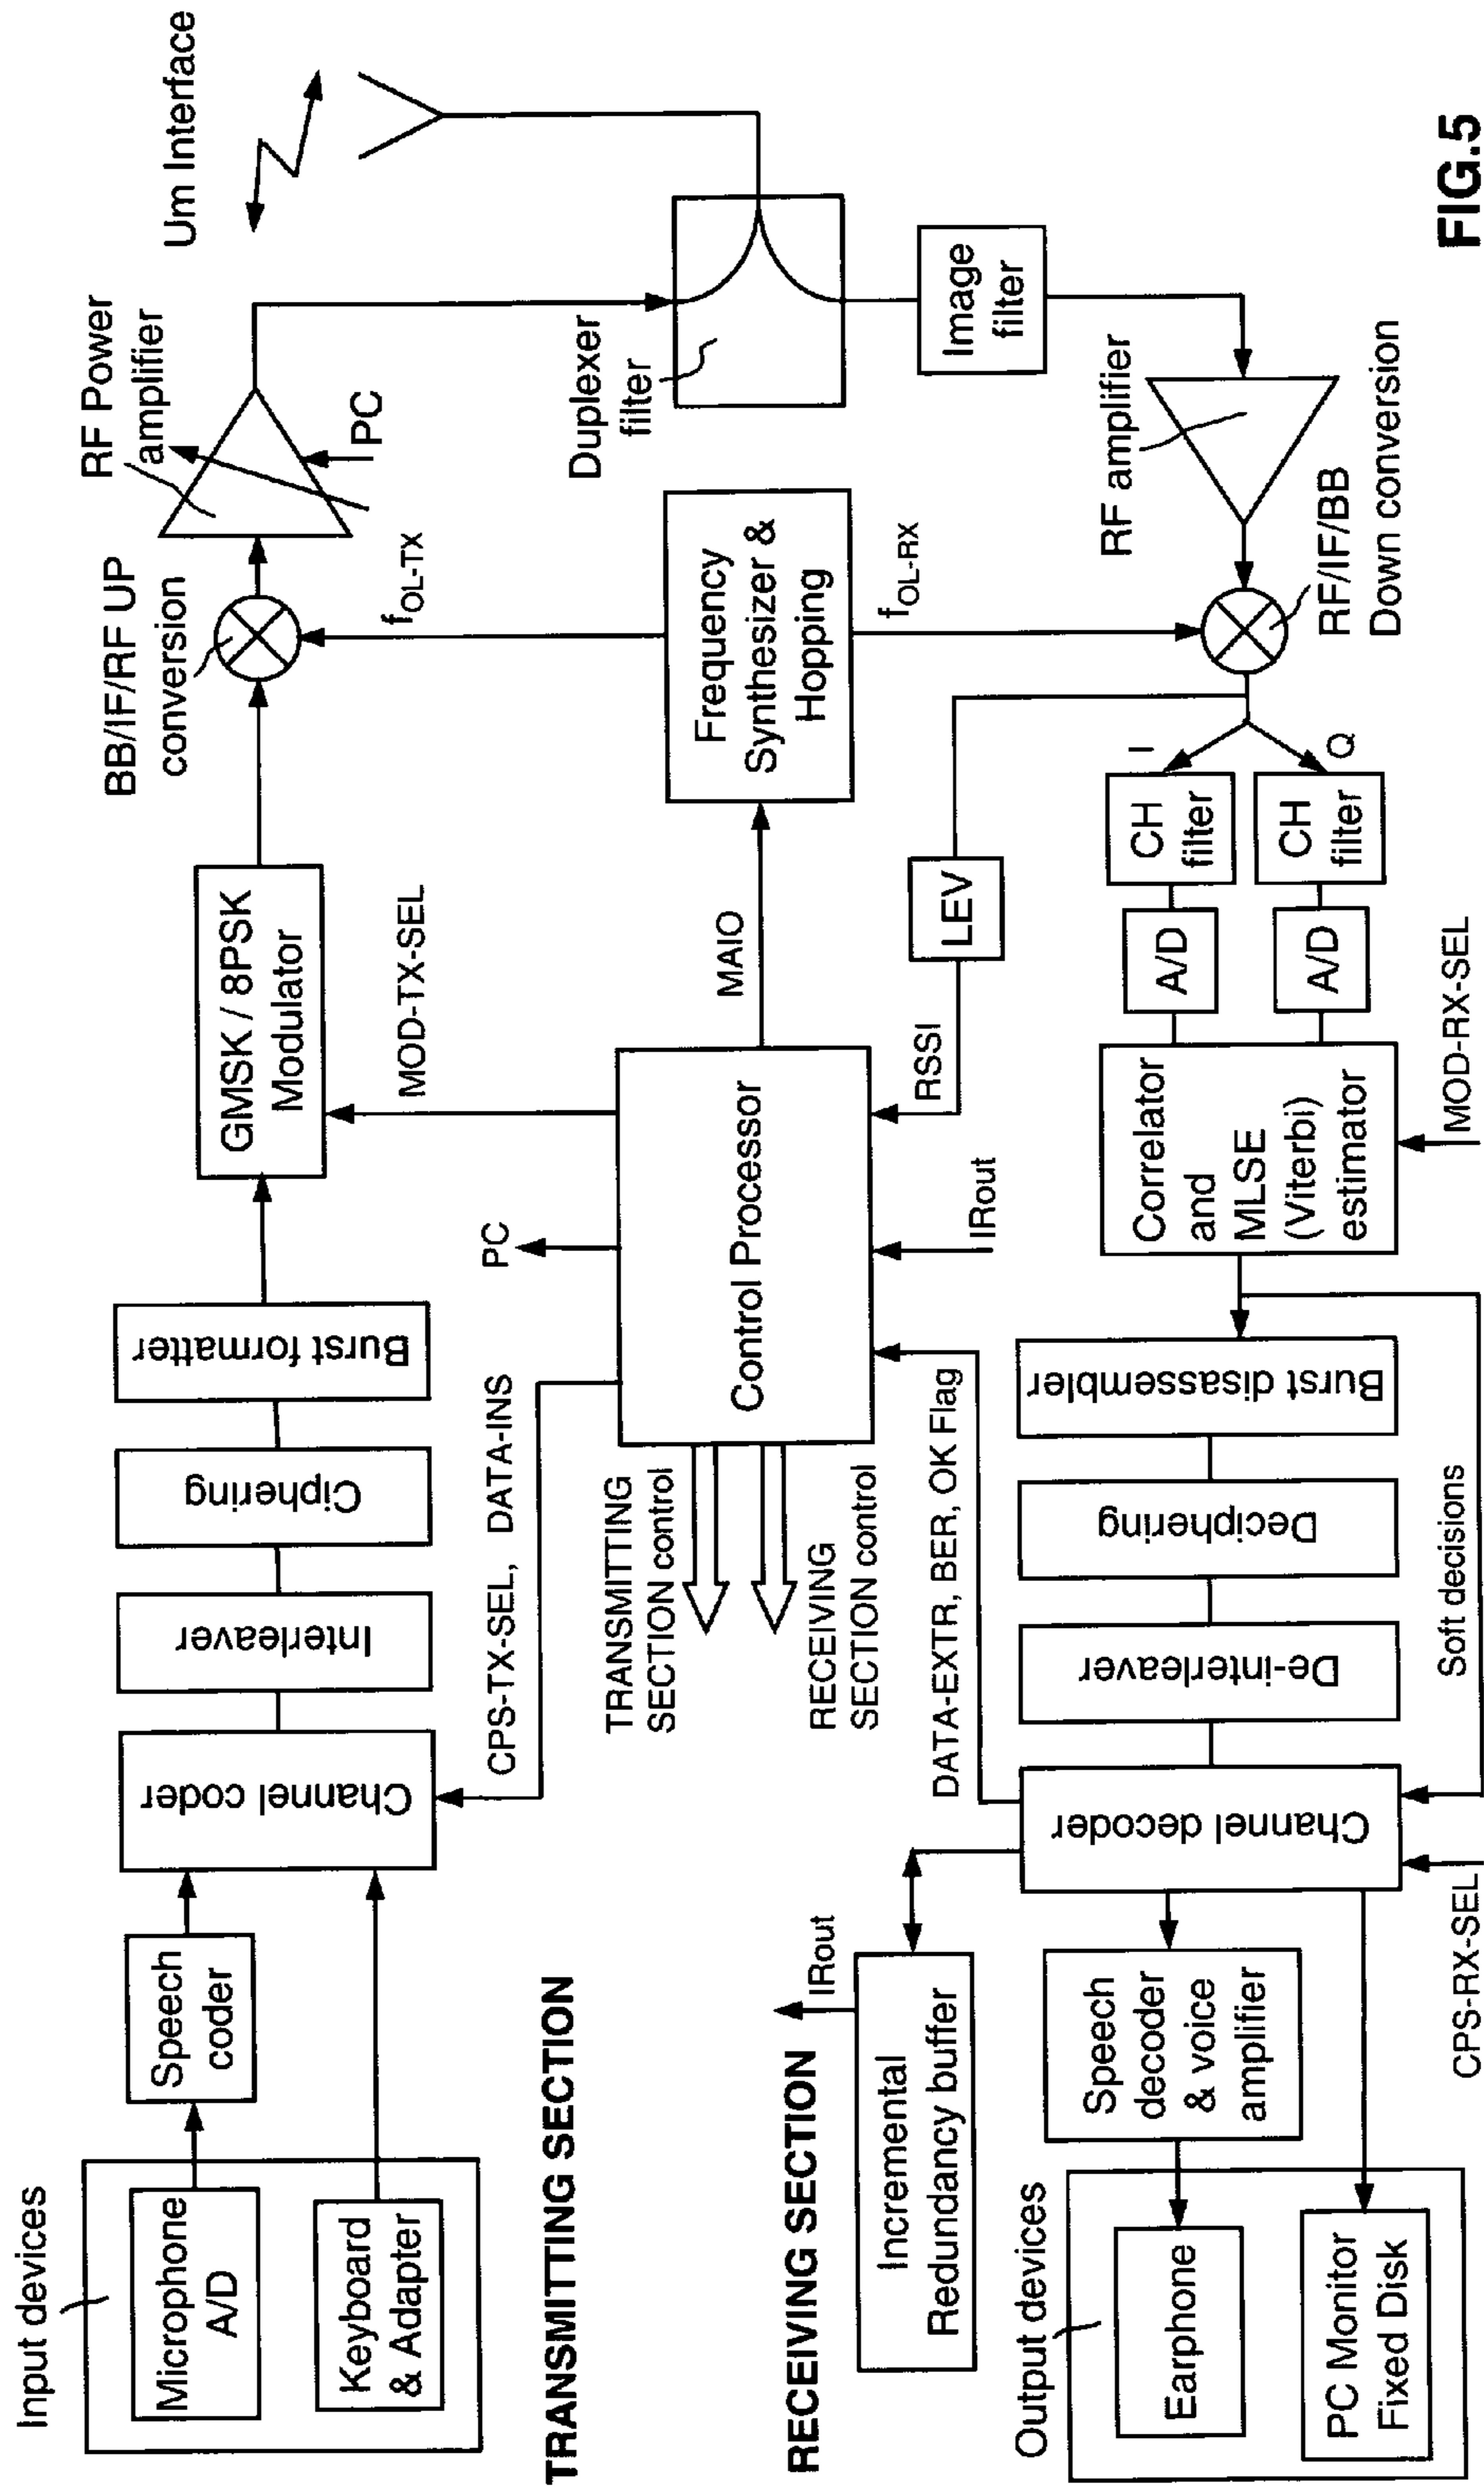 Input devices
Microphone
A/D
Keyboard
& Adapter
Speech
coder
Channel coder
Interleaver
Ciphering
Burst formatter
GMSK / 8PSK
Modulator
BB/IF/RF UP
conversion
RF Power
amplifier
PC
Um Interface
TRANSMITTING SECTION
CPS-TX-SEL, DATA-INS
PC
MOD-TX-SEL
fOL-TX
Duplexer
filter
TRANSMITTING
SECTION control
RECEIVING
SECTION control
Control Processor
MAIO
Frequency
Synthesizer &
Hopping
Image
filter
RECEIVING SECTION
IRout
Incremental
Redundancy buffer
DATA-EXTR, BER, OK Flag
IRout
RSSI
LEV
fOL-RX
RF amplifier
Output devices
Earphone
PC Monitor
Fixed Disk
Speech
decoder
& voice
amplifier
Channel decoder
De-interleaver
Deciphering
Burst disassembler
Correlator
and
MLSE
(Viterbi)
estimator
A/D
A/D
CH
filter
CH
filter
I
Q
RF/IF/BB
Down conversion
CPS-RX-SEL
Soft decisions
MOD-RX-SEL
FIG.5